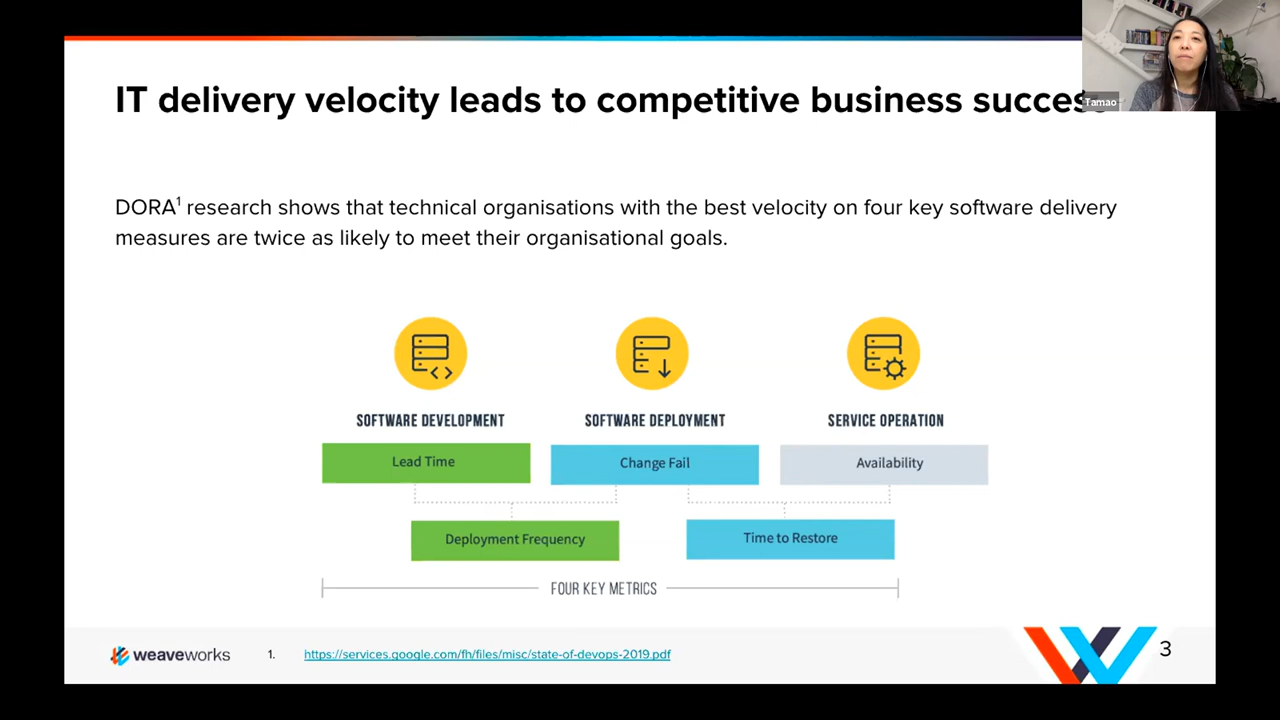 Tamao
IT delivery velocity leads to competitive business succes
DORA1 research shows that technical organisations with the best velocity on four key software delivery
measures are twice as likely to meet their organisational goals.
SOFTWARE DEVELOPMENT
SOFTWARE DEPLOYMENT
SERVICE OPERATION
Lead Time
Change Fail
Availability
Deployment Frequency
Time to Restore
FOUR KEY METRICS
weaveworks
1. https://services.google.com/fh/files/misc/state-of-devops-2019.pdf
3